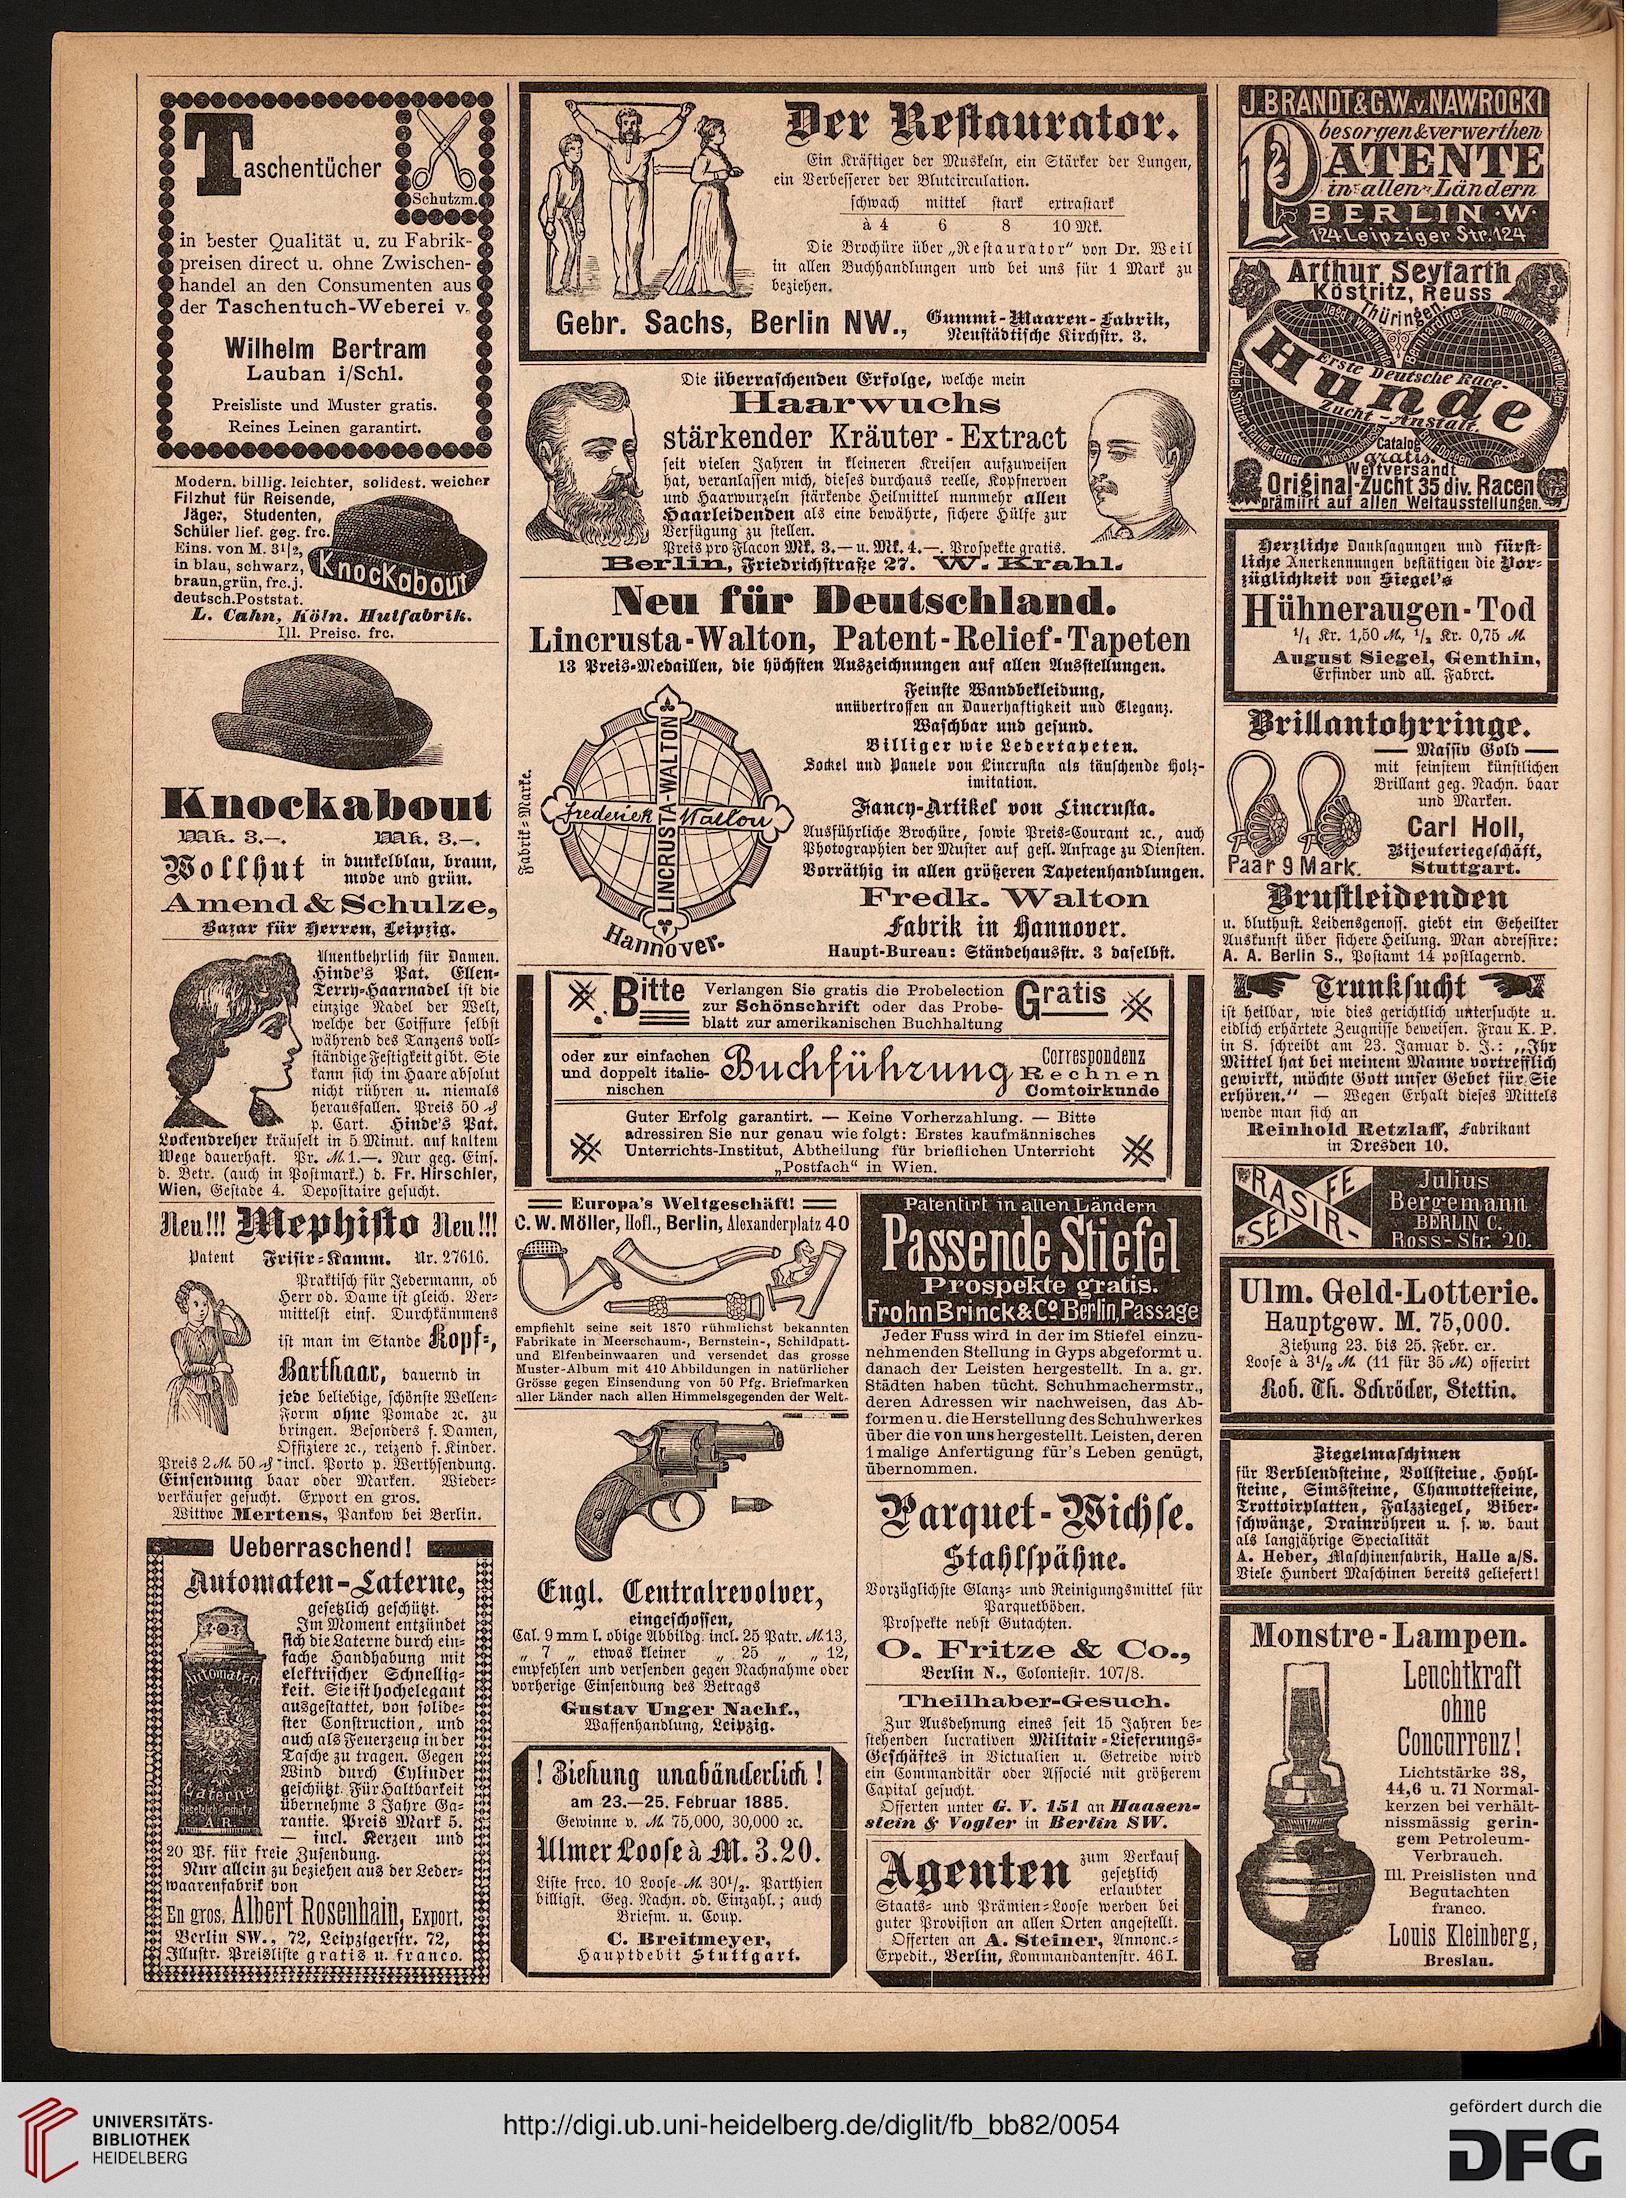 Taschentücher
Schutzm.
in bester Qualität u. zu Fabrik-
preisen direct u. ohne Zwischen-
handel an den Consumenten aus
der Taschentuch-Weberei v.
Wilhelm Bertram
Lauban i/Schl.
Preisliste und Muster gratis.
Reines Leinen garantirt.
Modern. billig. leichter, solidest. weicher
Filzhut für Reisende,
Jäger, Studenten,
Schüler lief. geg. frc.
Eins. von M. 3½,
in blau, schwarz,
braun, grün, frc. j.
deutsch. Poststat.
Knockabout
L. Cahn, Köln. Hutfabrik.
Ill. Preisc. frc.
Knockabout
Mk. 3.–. Mk. 3.–.
Wollhut in dunkelblau, braun,
mode und grün.
Amend & Schulze,
Bazar für Herren, Leipzig.
Unentbehrlich für Damen.
Hinde's Pat. Ellen-
Terry-Haarnadel ist die
einzige Nadel der Welt,
welche der Coiffure selbst
während des Tanzens voll-
ständige Festigkeit gibt. Sie
kann sich im Haare absolut
nicht rühren u. niemals
herausfallen. Preis 50 ₰
p. Cart. Hinde's Pat.
Lockendreher kräuselt in 5 Minut. auf kaltem
Wege dauerhaft. Pr. M. 1.—. Nur geg. Eins.
d. Betr. (auch in Postmark.) d. Fr. Hirschler,
Wien, Gestade 4. Depositaire gesucht.
Neu!!! Mephisto Neu!!!
Patent Frisir-Kamm. Nr. 27616.
Praktisch für Jedermann, ob
Herr od. Dame ist gleich. Ver-
mittelst einf. Durchkämmens
ist man im Stande Kopf-,
Barthaar, dauernd in
jede beliebige, schönste Wellen-
Form ohne Pomade ꝛc. zu
bringen. Besonders f. Damen,
Offiziere ꝛc., reizend f. Kinder.
Preis 2 M. 50 ₰ incl. Porto p. Werthsendung.
Einsendung baar oder Marken. Wieder-
verkäufer gesucht. Export en gros.
Wittwe Mertens, Pankow bei Berlin.
Ueberraschend!
Automaten-Laterne,
gesetzlich geschützt.
Im Moment entzündet
sich die Laterne durch ein-
fache Handhabung mit
elektrischer Schnellig-
keit. Sie ist hochelegant
ausgestattet, von solide-
ster Construction, und
auch als Feuerzeug in der
Tasche zu tragen. Gegen
Wind durch Cylinder
geschützt. Für Haltbarkeit
übernehme 3 Jahre Ga-
rantie. Preis Mark 5.
— incl. Kerzen und
20 Pf. für freie Zusendung.
Nur allein zu beziehen aus der Leder-
waarenfabrik von
En gros. Albert Rosenhain, Export.
Berlin SW., 72, Leipzigerstr. 72,
Illustr. Preisliste gratis u. franco.
Automaten
Laterne
Gesetzlich Geschützt
A.R.
Der Restaurator.
Ein Kräftiger der Muskeln, ein Stärker der Lungen,
ein Verbesserer der Blutcirculation.
schwach mittel stark extrastark
à 4 6 8 10 Mk.
Die Brochüre über „Restaurator" von Dr. Weil
in allen Buchhandlungen und bei uns für 1 Mark zu
beziehen.
Gebr. Sachs, Berlin NW., Gummi-Waaren-Fabrik,
Neustädtische Kirchstr. 3.
Die überraschenden Erfolge, welche mein
Haarwuchs
stärkender Kräuter-Extract
seit vielen Jahren in kleineren Kreisen aufzuweisen
hat, veranlassen mich, dieses durchaus reelle, Kopfnerven
und Haarwurzeln stärkende Heilmittel nunmehr allen
Haarleidenden als eine bewährte, sichere Hülfe zur
Verfügung zu stellen.
Preis pro Flacon Mk. 3.— u. Mk. 4.—. Prospekte gratis.
Berlin, Friedrichstraße 27. W. Krahl.
Neu für Deutschland.
Lincrusta-Walton, Patent-Relief-Tapeten
13 Preis-Medaillen, die höchsten Auszeichnungen auf allen Ausstellungen.
Fabrik-Marke.
Frederick Walton
LINCRUSTA-WALTON
Hannover.
Feinste Wandbekleidung,
unübertroffen an Dauerhaftigkeit und Eleganz.
Waschbar und gesund.
Billiger wie Ledertapeten.
Sockel und Panele von Lincrusta als täuschende Holz-
imitation.
Fancy-Artikel von Lincrusta.
Ausführliche Brochüre, sowie Preis-Courant ꝛc., auch
Photographien der Muster auf gefl. Anfrage zu Diensten.
Vorräthig in allen größeren Tapetenhandlungen.
Fredk. Walton
Fabrik in Hannover.
Haupt-Bureau: Ständehausstr. 3 daselbst.
Bitte Verlangen Sie gratis die Probelection
zur Schönschrift oder das Probe-
blatt zur amerikanischen Buchhaltung
Gratis
oder zur einfachen
und doppelt italie-
nischen
Buchführung
Correspondenz
Rechnen
Comtoirkunde
Guter Erfolg garantirt. — Keine Vorherzahlung. — Bitte
adressiren Sie nur genau wie folgt: Erstes kaufmännisches
Unterrichts-Institut, Abtheilung für brieflichen Unterricht
„Postfach" in Wien.
Europa's Weltgeschäft!
C. W. Möller, Hofl., Berlin, Alexanderplatz 40
empfiehlt seine seit 1870 rühmlichst bekannten
Fabrikate in Meerschaum-, Bernstein-, Schildpatt-
und Elfenbeinwaaren und versendet das grosse
Muster-Album mit 410 Abbildungen in natürlicher
Grösse gegen Einsendung von 50 Pfg. Briefmarken
aller Länder nach allen Himmelsgegenden der Welt.
Engl. Centralrevolver,
eingeschossen,
Cal. 9 mm l. obige Abbildg. incl. 25 Patr. M. 13,
„ 7 „ etwas kleiner „ 25 „ „ 12,
empfehlen und versenden gegen Nachnahme oder
vorherige Einsendung des Betrags
Gustav Unger Nachf.,
Waffenhandlung, Leipzig.
! Ziehung unabänderlich !
am 23.—25. Februar 1885.
Gewinne v. M. 75,000, 30,000 ꝛc.
Ulmer Loose à M. 3.20.
Liste frco. 10 Loose M. 30½. Parthien
billigst. Geg. Nachn. od. Einzahl.; auch
Briefm. u. Coup.
C. Breitmeyer,
Hauptdebit Stuttgart.
Patentirt in allen Ländern
Passende Stiefel
Prospekte gratis.
Frohn Brinck & Co Berlin, Passage
Jeder Fuss wird in der im Stiefel einzu-
nehmenden Stellung in Gyps abgeformt u.
danach der Leisten hergestellt. In a. gr.
Städten haben tücht. Schuhmachermstr.,
deren Adressen wir nachweisen, das Ab-
formen u. die Herstellung des Schuhwerkes
über die von uns hergestellt. Leisten, deren
1 malige Anfertigung für's Leben genügt,
übernommen.
Parquet-Wichse.
Stahlspähne.
Vorzüglichste Glanz- und Reinigungsmittel für
Parquetböden.
Prospekte nebst Gutachten.
O. Fritze & Co.,
Berlin N., Coloniestr. 107/8.
Theilhaber-Gesuch.
Zur Ausdehnung eines seit 15 Jahren be-
stehenden lucrativen Militair-Lieferungs-
Geschäftes in Victualien u. Getreide wird
ein Commanditär oder Associé mit größerem
Capital gesucht.
Offerten unter G. V. 151 an Haasen-
stein & Vogler in Berlin SW.
Agenten zum Verkauf
gesetzlich
erlaubter
Staats- und Prämien-Loose werden bei
guter Provision an allen Orten angestellt.
Offerten an A. Steiner, Annonc.-
Expedit., Berlin, Kommandantenstr. 46 I.
J. BRANDT & G.W.v. NAWROCKI
besorgen & verwerthen
PATENTE
in allen Ländern
BERLIN·W·
124 Leipziger Str. 124
Arthur Seyfarth
Köstritz, Reuss
Thüringen
Hunde
Erste Deutsche Race-
Zucht-Anstalt.
Catalog
gratis.
Weltversandt
Original-Zucht 35 div. Racen
prämiirt auf allen Weltausstellungen.
Herzliche Danksagungen und fürst-
liche Anerkennungen bestätigen die Vor-
züglichkeit von Siegel's
Hühneraugen-Tod
¹/₁ Kr. 1,50 M, ¹/₂ Kr. 0,75 M.
August Siegel, Genthin,
Erfinder und all. Fabrct.
Brillantohrringe.
Massiv Gold
mit feinstem künstlichen
Brillant geg. Nachn. baar
und Marken.
Carl Holl,
Bijouteriegeschäft,
Stuttgart.
Paar 9 Mark.
Brustleidenden
u. bluthust. Leidensgenoss. giebt ein Geheilter
Auskunft über sichere Heilung. Man adressire:
A. A. Berlin S., Postamt 14 postlagernd.
Trunksucht
ist heilbar, wie dies gerichtlich untersuchte u.
eidlich erhärtete Zeugnisse beweisen. Frau K. P.
in S. schreibt am 23. Januar d. J.: „Ihr
Mittel hat bei meinem Manne vortrefflich
gewirkt, möchte Gott unser Gebet für Sie
erhören." — Wegen Erhalt dieses Mittels
wende man sich an
Reinhold Retzlaff, Fabrikant
in Dresden 10.
RASIR-
SEIFE
Julius
Bergemann
BERLIN C.
Ross-Str. 20.
Ulm. Geld-Lotterie.
Hauptgew. M. 75,000.
Ziehung 23. bis 25. Febr. cr.
Loose à 3½ M. (11 für 35 M.) offerirt
Rob. Th. Schröder, Stettin.
Ziegelmaschinen
für Verblendsteine, Vollsteine, Hohl-
steine, Simssteine, Chamottesteine,
Trottoirplatten, Falzziegel, Biber-
schwänze, Drainröhren u. s. w. baut
als langjährige Specialität
A. Heber, Maschinenfabrik, Halle a/S.
Viele Hundert Maschinen bereits geliefert!
Monstre-Lampen.
Leuchtkraft
ohne
Concurrenz!
Lichtstärke 38,
44,6 u. 71 Normal-
kerzen bei verhält-
nissmässig gerin-
gem Petroleum-
Verbrauch.
Ill. Preislisten und
Begutachten
franco.
Louis Kleinberg,
Breslau.
UNIVERSITÄTS-
BIBLIOTHEK
HEIDELBERG
http://digi.ub.uni-heidelberg.de/diglit/fb_bb82/0054
gefördert durch die
DFG